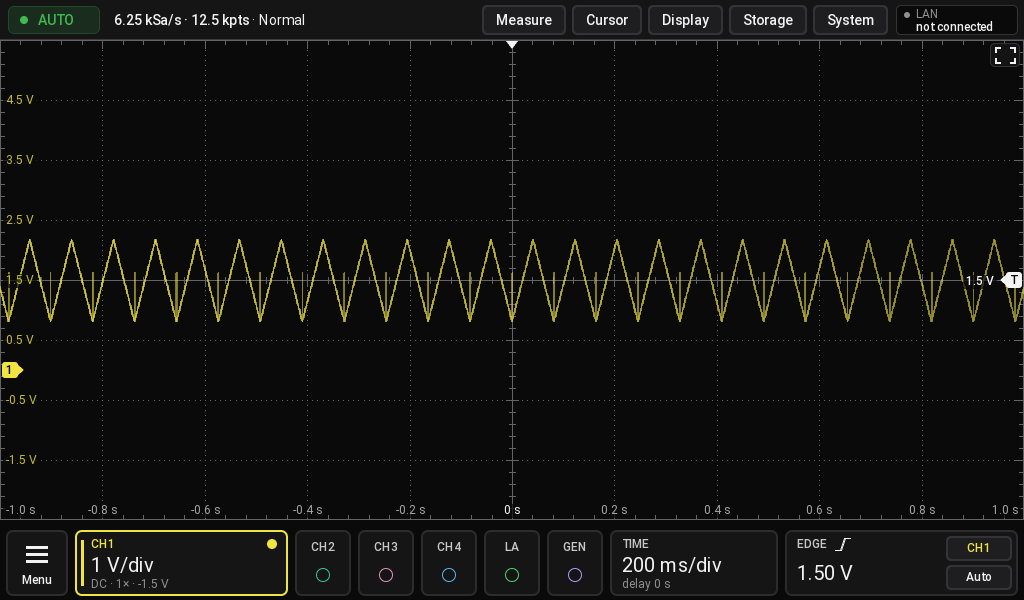 AUTO
6.25 kSa/s · 12.5 kpts · Normal
Measure
Cursor
Display
Storage
System
LAN
not connected
4.5 V
3.5 V
2.5 V
1.5 V
1.5 V
T
0.5 V
1
-0.5 V
-1.5 V
-1.0 s
-0.8 s
-0.6 s
-0.4 s
-0.2 s
0 s
0.2 s
0.4 s
0.6 s
0.8 s
1.0 s
Menu
CH1
1 V/div
DC · 1× · -1.5 V
CH2
CH3
CH4
LA
GEN
TIME
200 ms/div
delay 0 s
EDGE
1.50 V
CH1
Auto